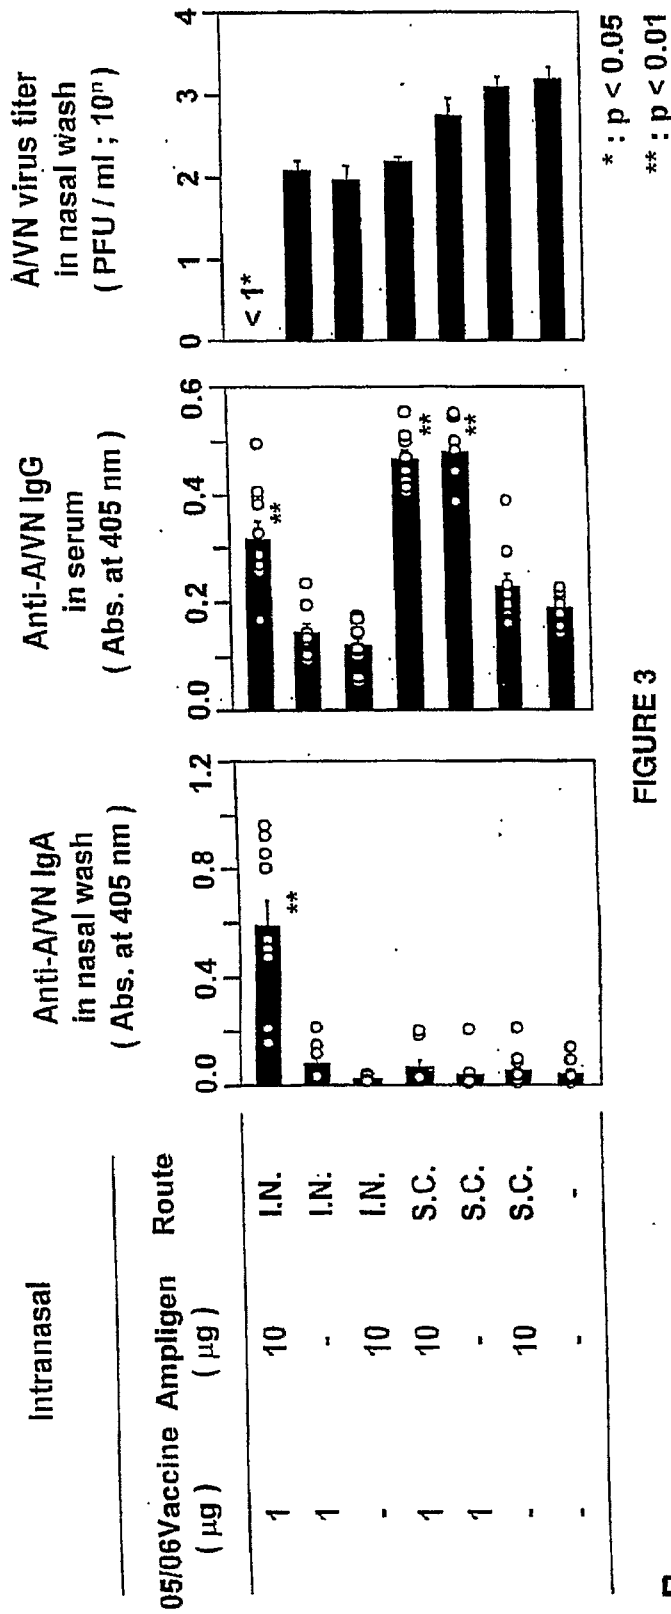 Intranasal
05/06Vaccine Ampligen Route
( µg ) ( µg )
1 10 I.N.
1 - I.N.
- 10 I.N.
1 10 S.C.
1 - S.C.
- 10 S.C.
- - -
Anti-A/VN IgA
in nasal wash
( Abs. at 405 nm )
0.0 0.4 0.8 1.2
**
Anti-A/VN IgG
in serum
( Abs. at 405 nm )
0.0 0.2 0.4 0.6
**
**
**
A/VN virus titer
in nasal wash
( PFU / ml ; 10ⁿ )
0 1 2 3 4
< 1*
* : p < 0.05
** : p < 0.01
FIGURE 3